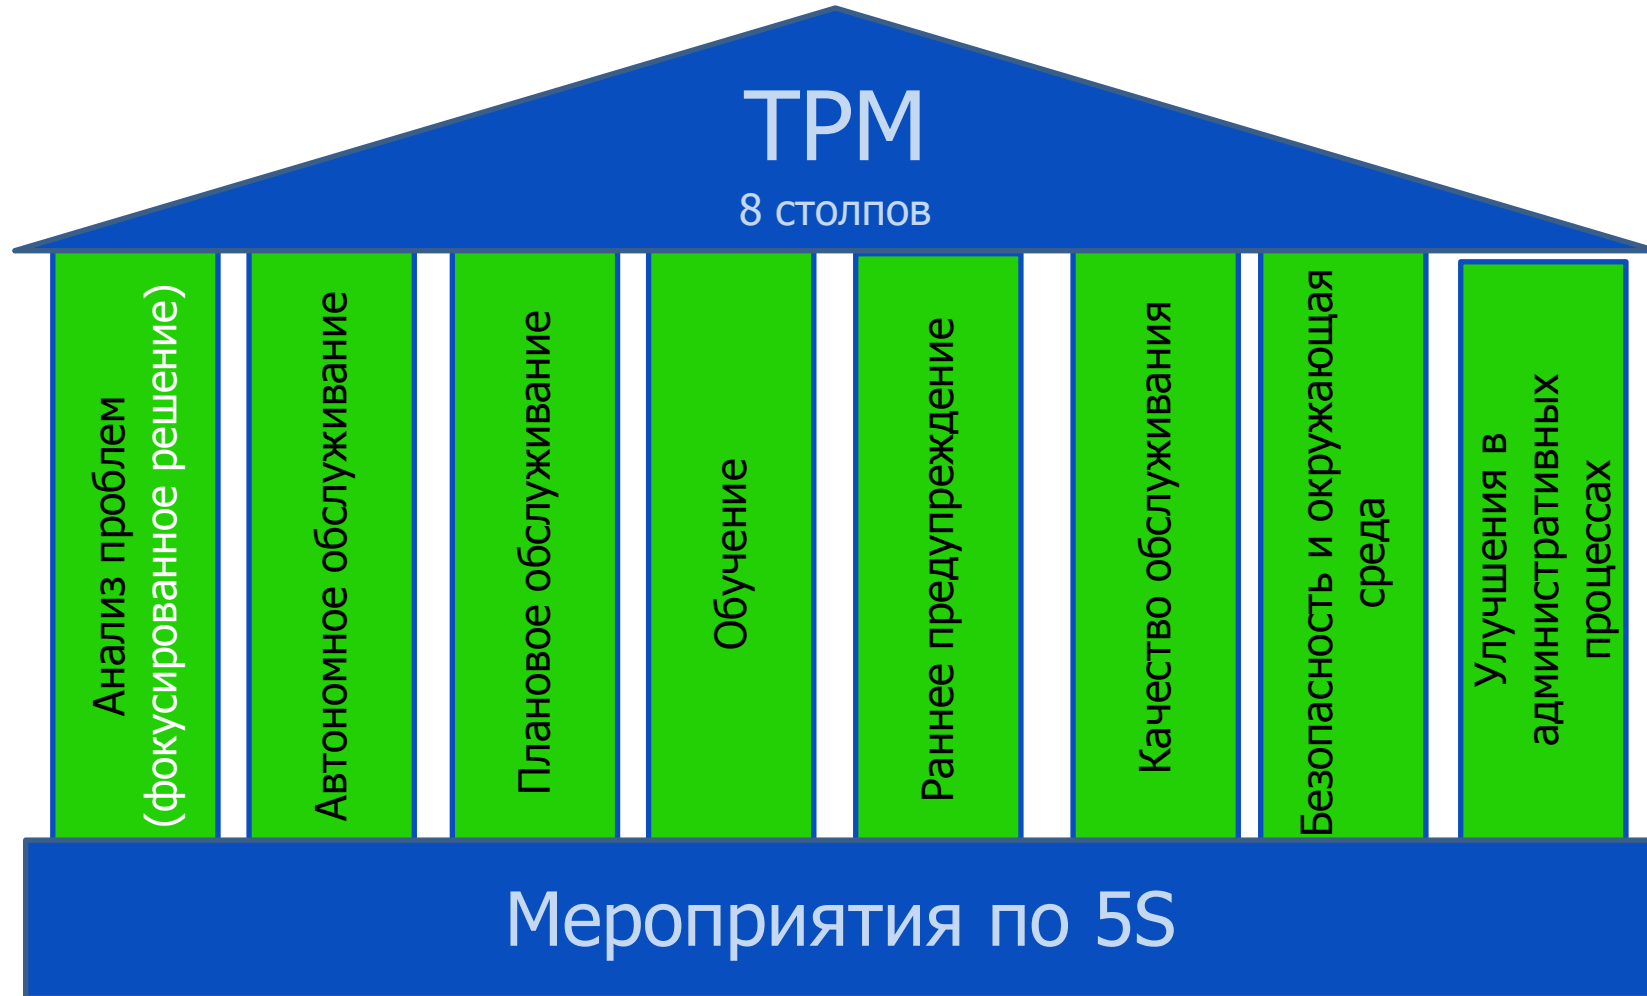 TPM
8 столпов
Анализ проблем
(фокусированное решение)
Автономное обслуживание
Плановое обслуживание
Обучение
Раннее предупреждение
Качество обслуживания
Безопасность и окружающая
среда
Улучшения в
административных
процессах
Мероприятия по 5S